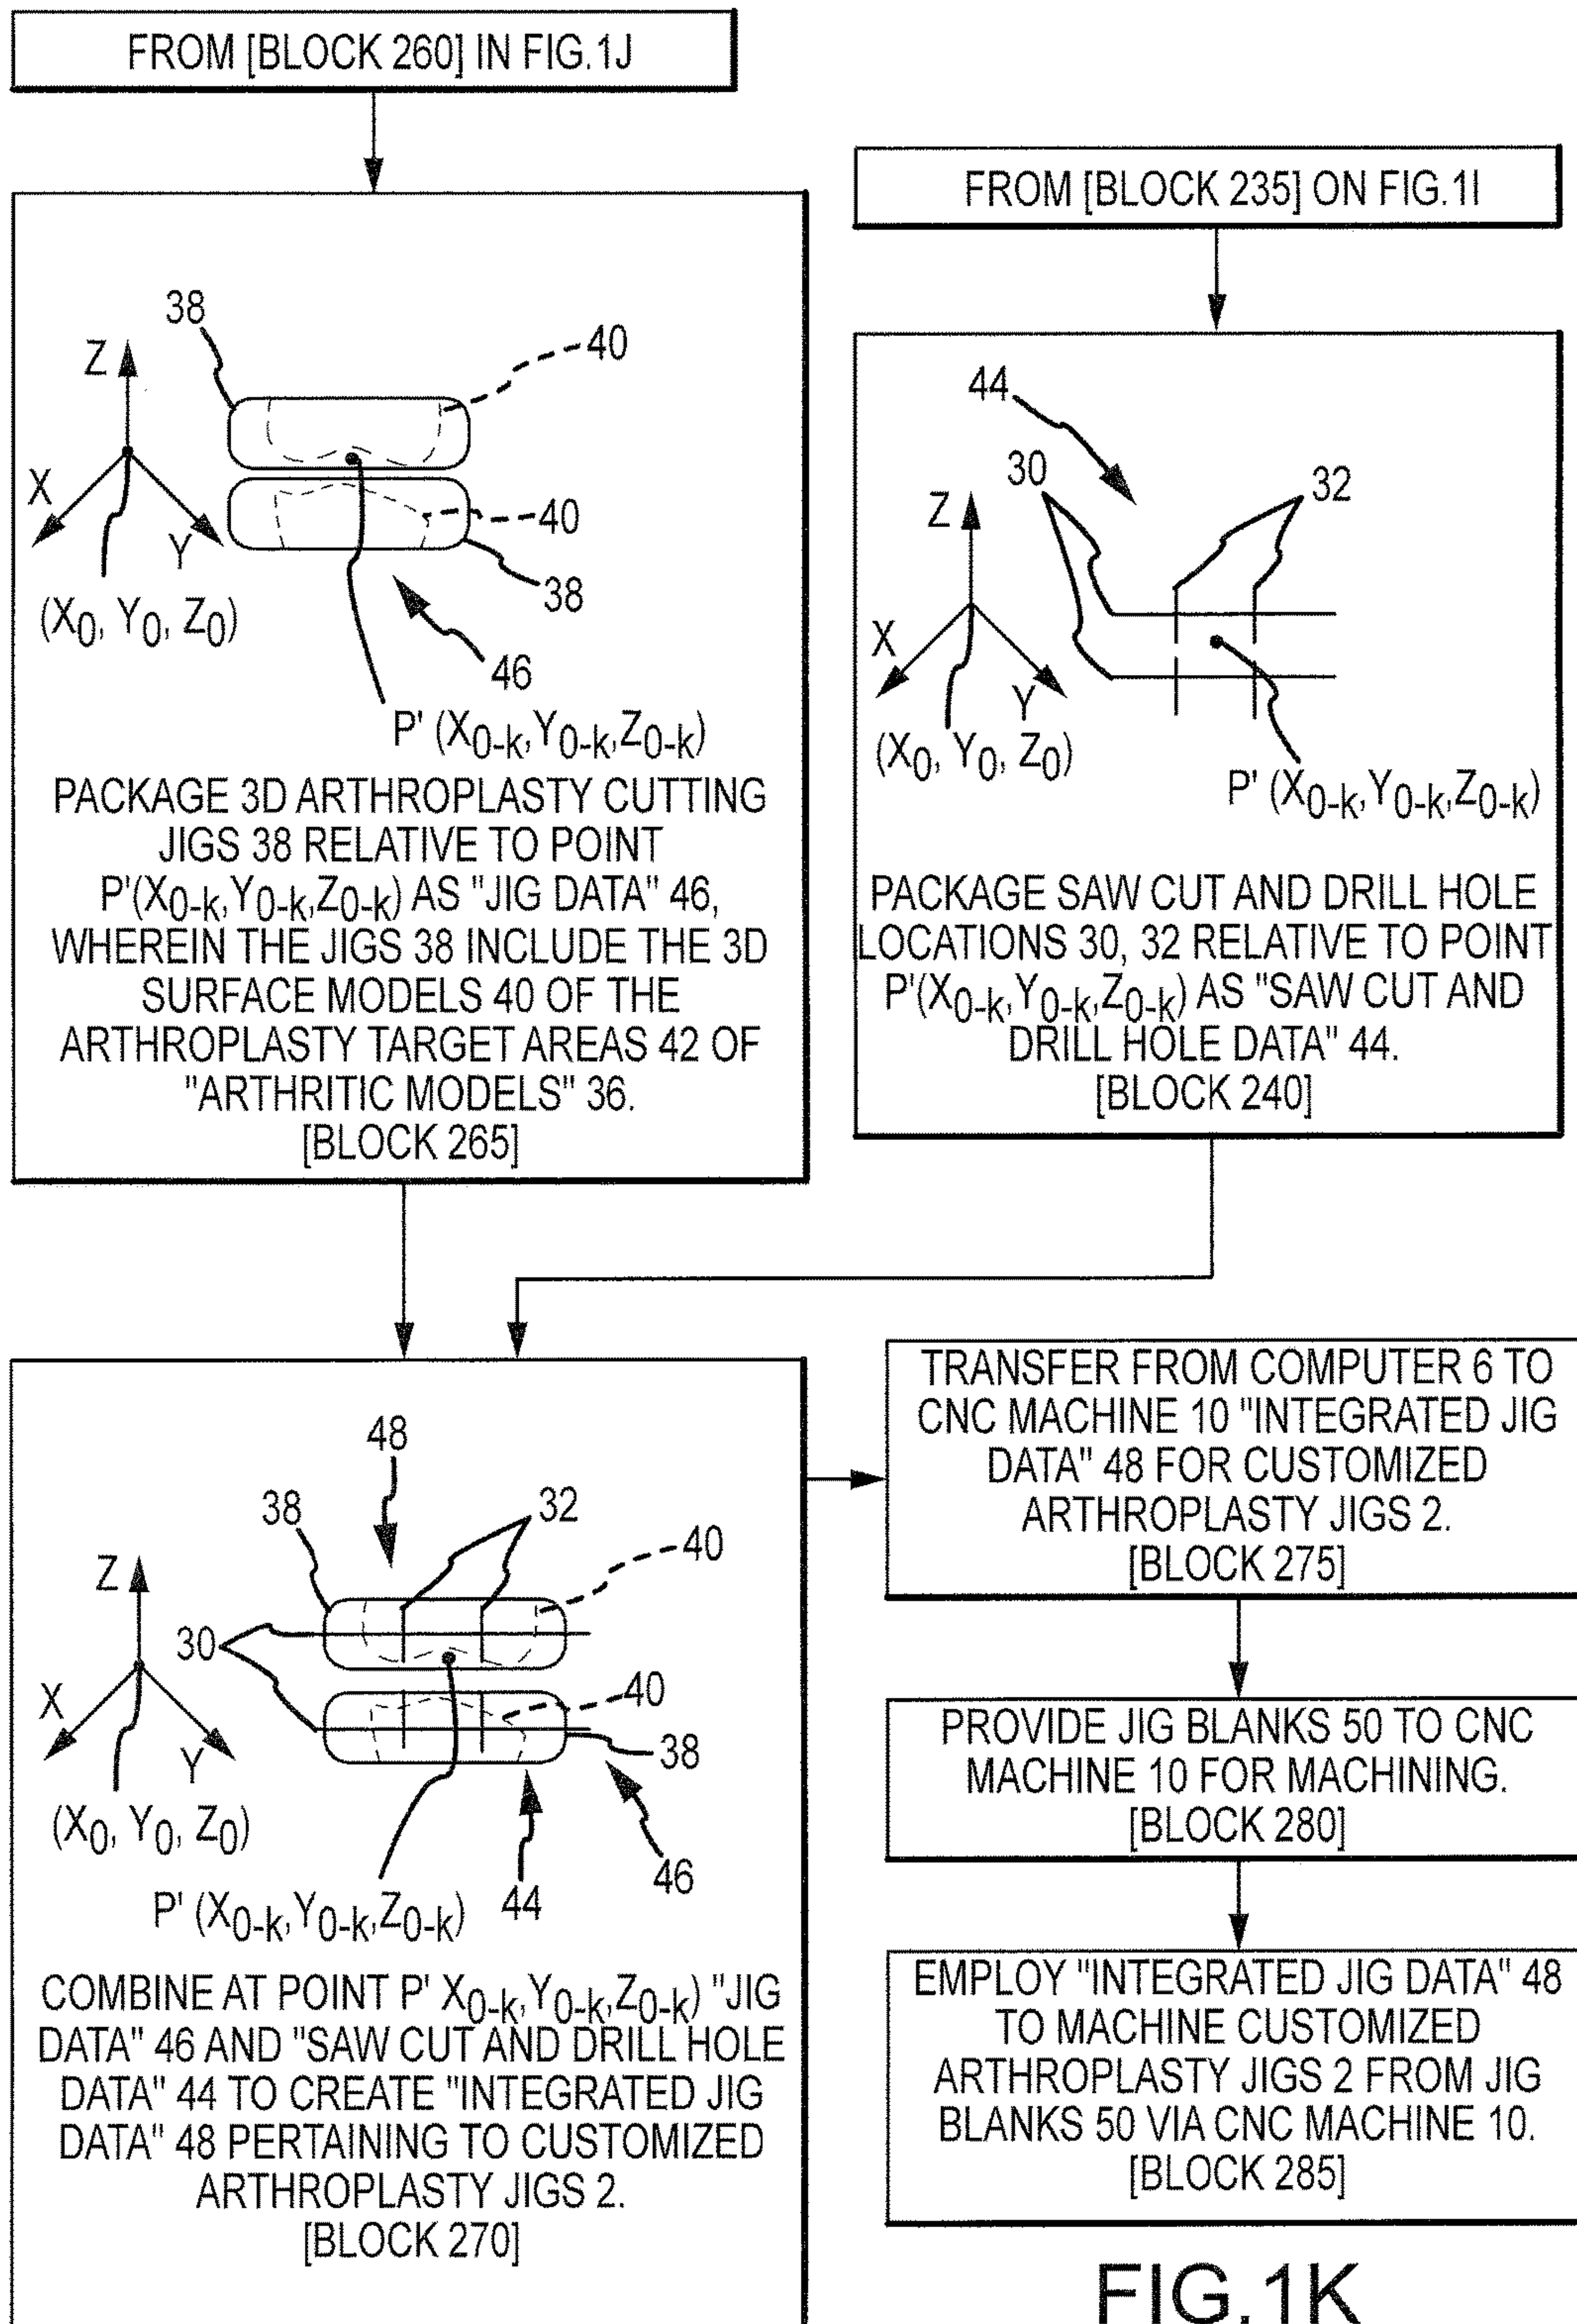 FROM [BLOCK 260] IN FIG.1J
38
Z
40
X
Y
40
38
(X0, Y0, Z0)
46
P' (X0-k,Y0-k,Z0-k)
PACKAGE 3D ARTHROPLASTY CUTTING
JIGS 38 RELATIVE TO POINT
P'(X0-k,Y0-k,Z0-k) AS "JIG DATA" 46,
WHEREIN THE JIGS 38 INCLUDE THE 3D
SURFACE MODELS 40 OF THE
ARTHROPLASTY TARGET AREAS 42 OF
"ARTHRITIC MODELS" 36.
[BLOCK 265]
FROM [BLOCK 235] ON FIG.1I
44
30
32
Z
X
Y
(X0, Y0, Z0)
P' (X0-k,Y0-k,Z0-k)
PACKAGE SAW CUT AND DRILL HOLE
LOCATIONS 30, 32 RELATIVE TO POINT
P'(X0-k,Y0-k,Z0-k) AS "SAW CUT AND
DRILL HOLE DATA" 44.
[BLOCK 240]
48
38
32
40
Z
30
X
Y
40
38
(X0, Y0, Z0)
46
44
P' (X0-k,Y0-k,Z0-k)
COMBINE AT POINT P' X0-k,Y0-k,Z0-k) "JIG
DATA" 46 AND "SAW CUT AND DRILL HOLE
DATA" 44 TO CREATE "INTEGRATED JIG
DATA" 48 PERTAINING TO CUSTOMIZED
ARTHROPLASTY JIGS 2.
[BLOCK 270]
TRANSFER FROM COMPUTER 6 TO
CNC MACHINE 10 "INTEGRATED JIG
DATA" 48 FOR CUSTOMIZED
ARTHROPLASTY JIGS 2.
[BLOCK 275]
PROVIDE JIG BLANKS 50 TO CNC
MACHINE 10 FOR MACHINING.
[BLOCK 280]
EMPLOY "INTEGRATED JIG DATA" 48
TO MACHINE CUSTOMIZED
ARTHROPLASTY JIGS 2 FROM JIG
BLANKS 50 VIA CNC MACHINE 10.
[BLOCK 285]
FIG.1K